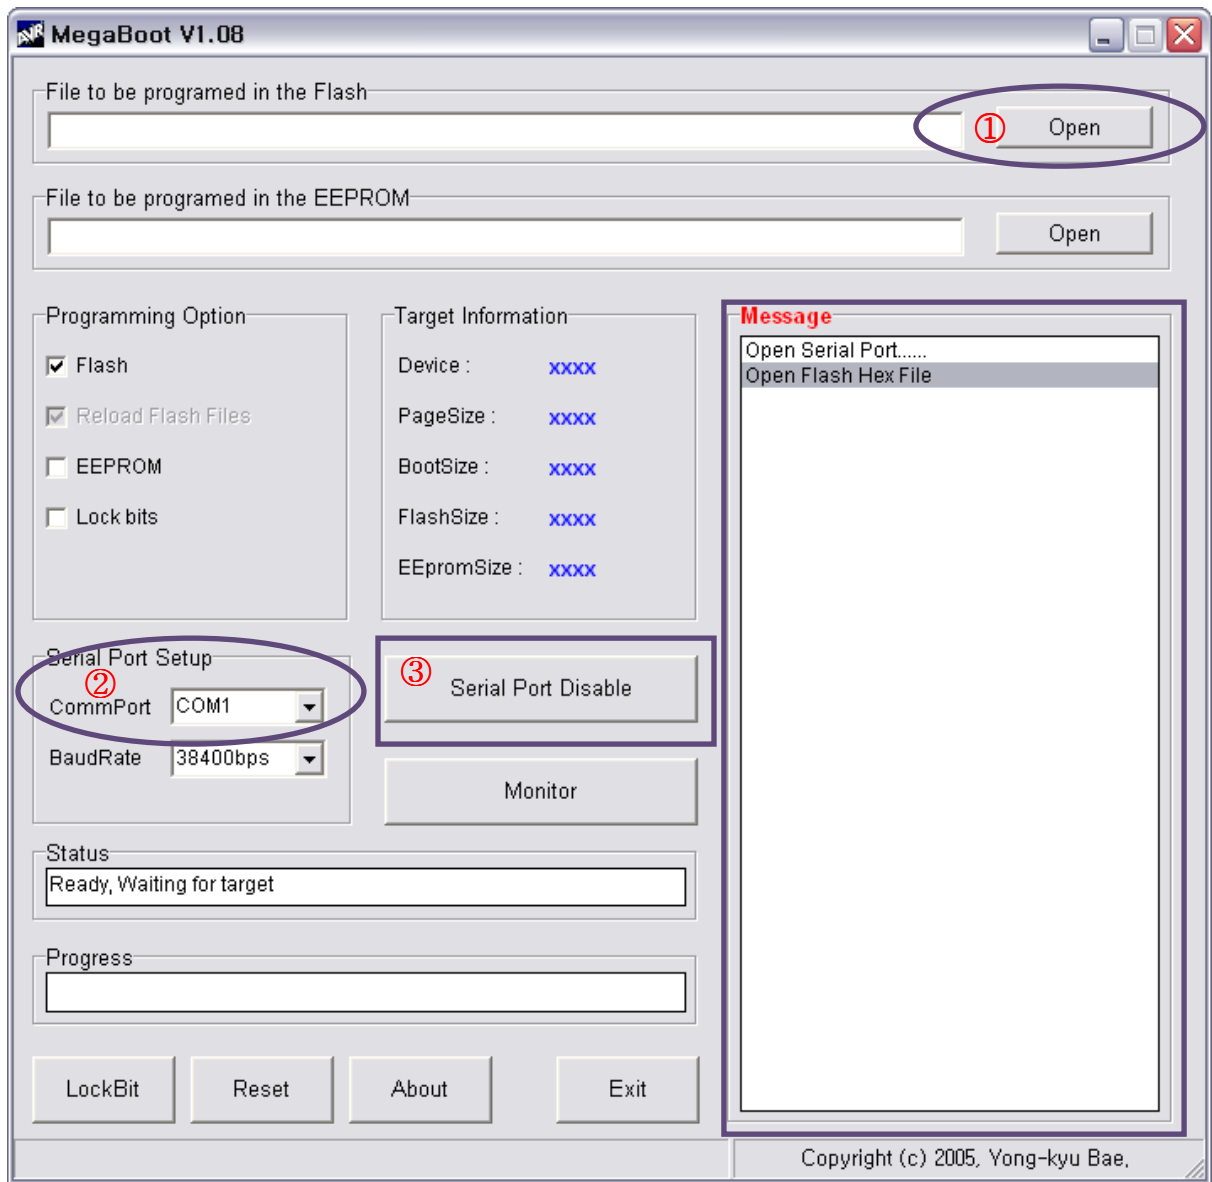 AVR MegaBoot V1.08
File to be programed in the Flash
① Open
File to be programed in the EEPROM
Open
Programming Option
Flash
Reload Flash Files
EEPROM
Lock bits
Target Information
Device : xxxx
PageSize : xxxx
BootSize : xxxx
FlashSize : xxxx
EEpromSize : xxxx
Message
Open Serial Port......
Open Flash Hex File
Serial Port Setup
②
CommPort COM1
BaudRate 38400bps
③ Serial Port Disable
Monitor
Status
Ready, Waiting for target
Progress
LockBit Reset About Exit
Copyright (c) 2005, Yong-kyu Bae,